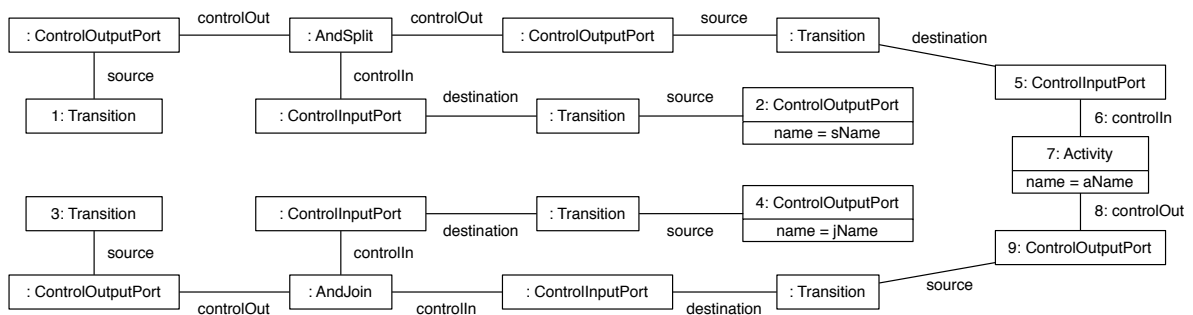 controlOut
controlOut
source
: ControlOutputPort
: AndSplit
: ControlOutputPort
: Transition
destination
source
controlIn
5: ControlInputPort
destination
source
2: ControlOutputPort
1: Transition
: ControlInputPort
: Transition
name = sName
6: controlIn
7: Activity
name = aName
3: Transition
: ControlInputPort
: Transition
4: ControlOutputPort
name = jName
destination
source
8: controlOut
source
controlIn
9: ControlOutputPort
: ControlOutputPort
: AndJoin
: ControlInputPort
: Transition
source
controlOut
controlIn
destination